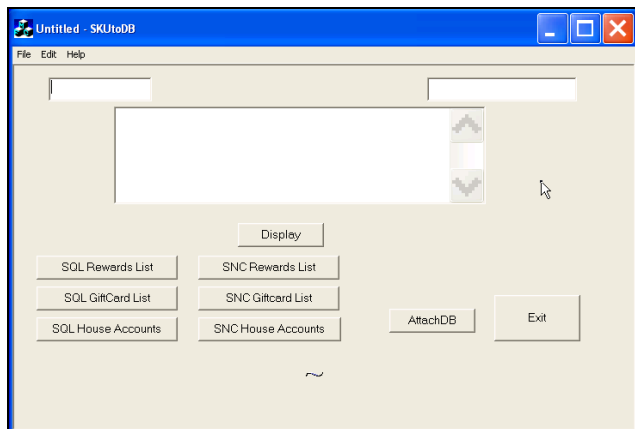 Untitled - SKUtoDB
File Edit Help
Display
SQL Rewards List SNC Rewards List
SQL GiftCard List SNC Giftcard List
SQL House Accounts SNC House Accounts
AttachDB Exit
~